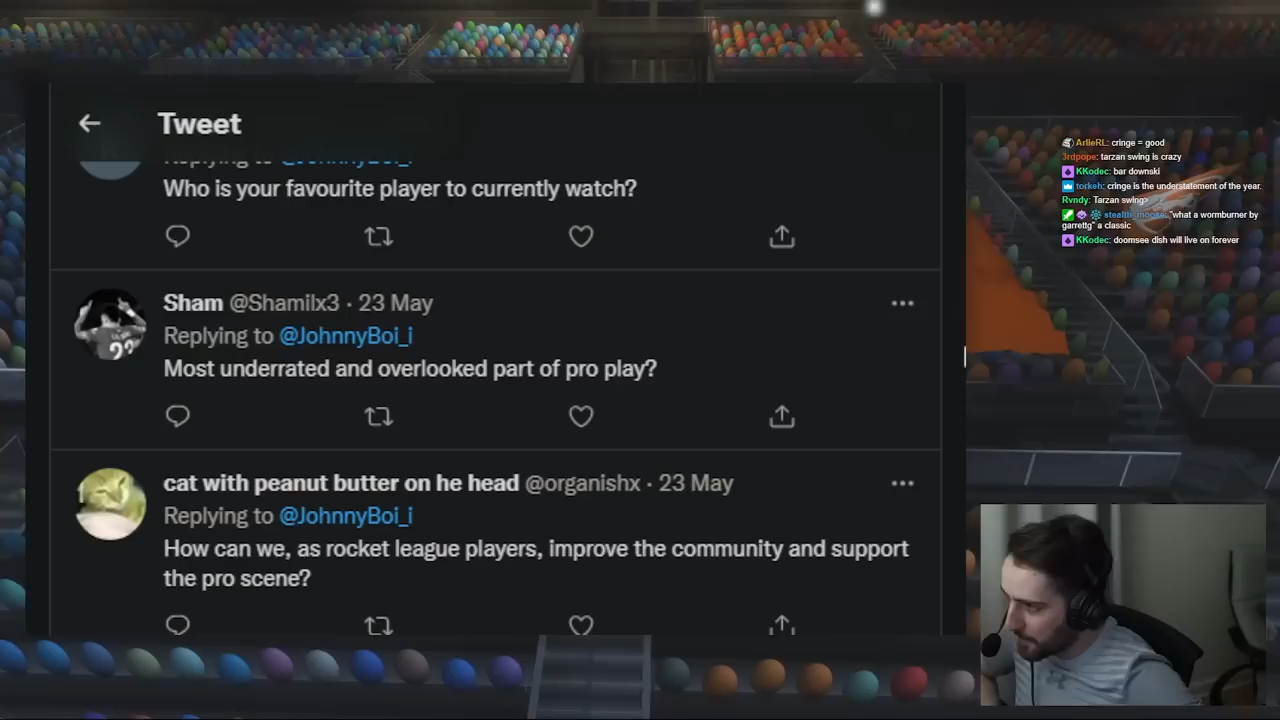 Tweet
Replying to @JohnnyBoi_i
Who is your favourite player to currently watch?
Sham @Shamilx3 · 23 May
Replying to @JohnnyBoi_i
Most underrated and overlooked part of pro play?
cat with peanut butter on he head @organishx · 23 May
Replying to @JohnnyBoi_i
How can we, as rocket league players, improve the community and support
the pro scene?
ArlieRL: cringe = good
3rdpope: tarzan swing is crazy
KKodec: bar downski
torkeh: cringe is the understatement of the year.
Rvndy: Tarzan swing>
stealth_moose: "what a wormburner by
garrettg" a classic
KKodec: doomsee dish will live on forever